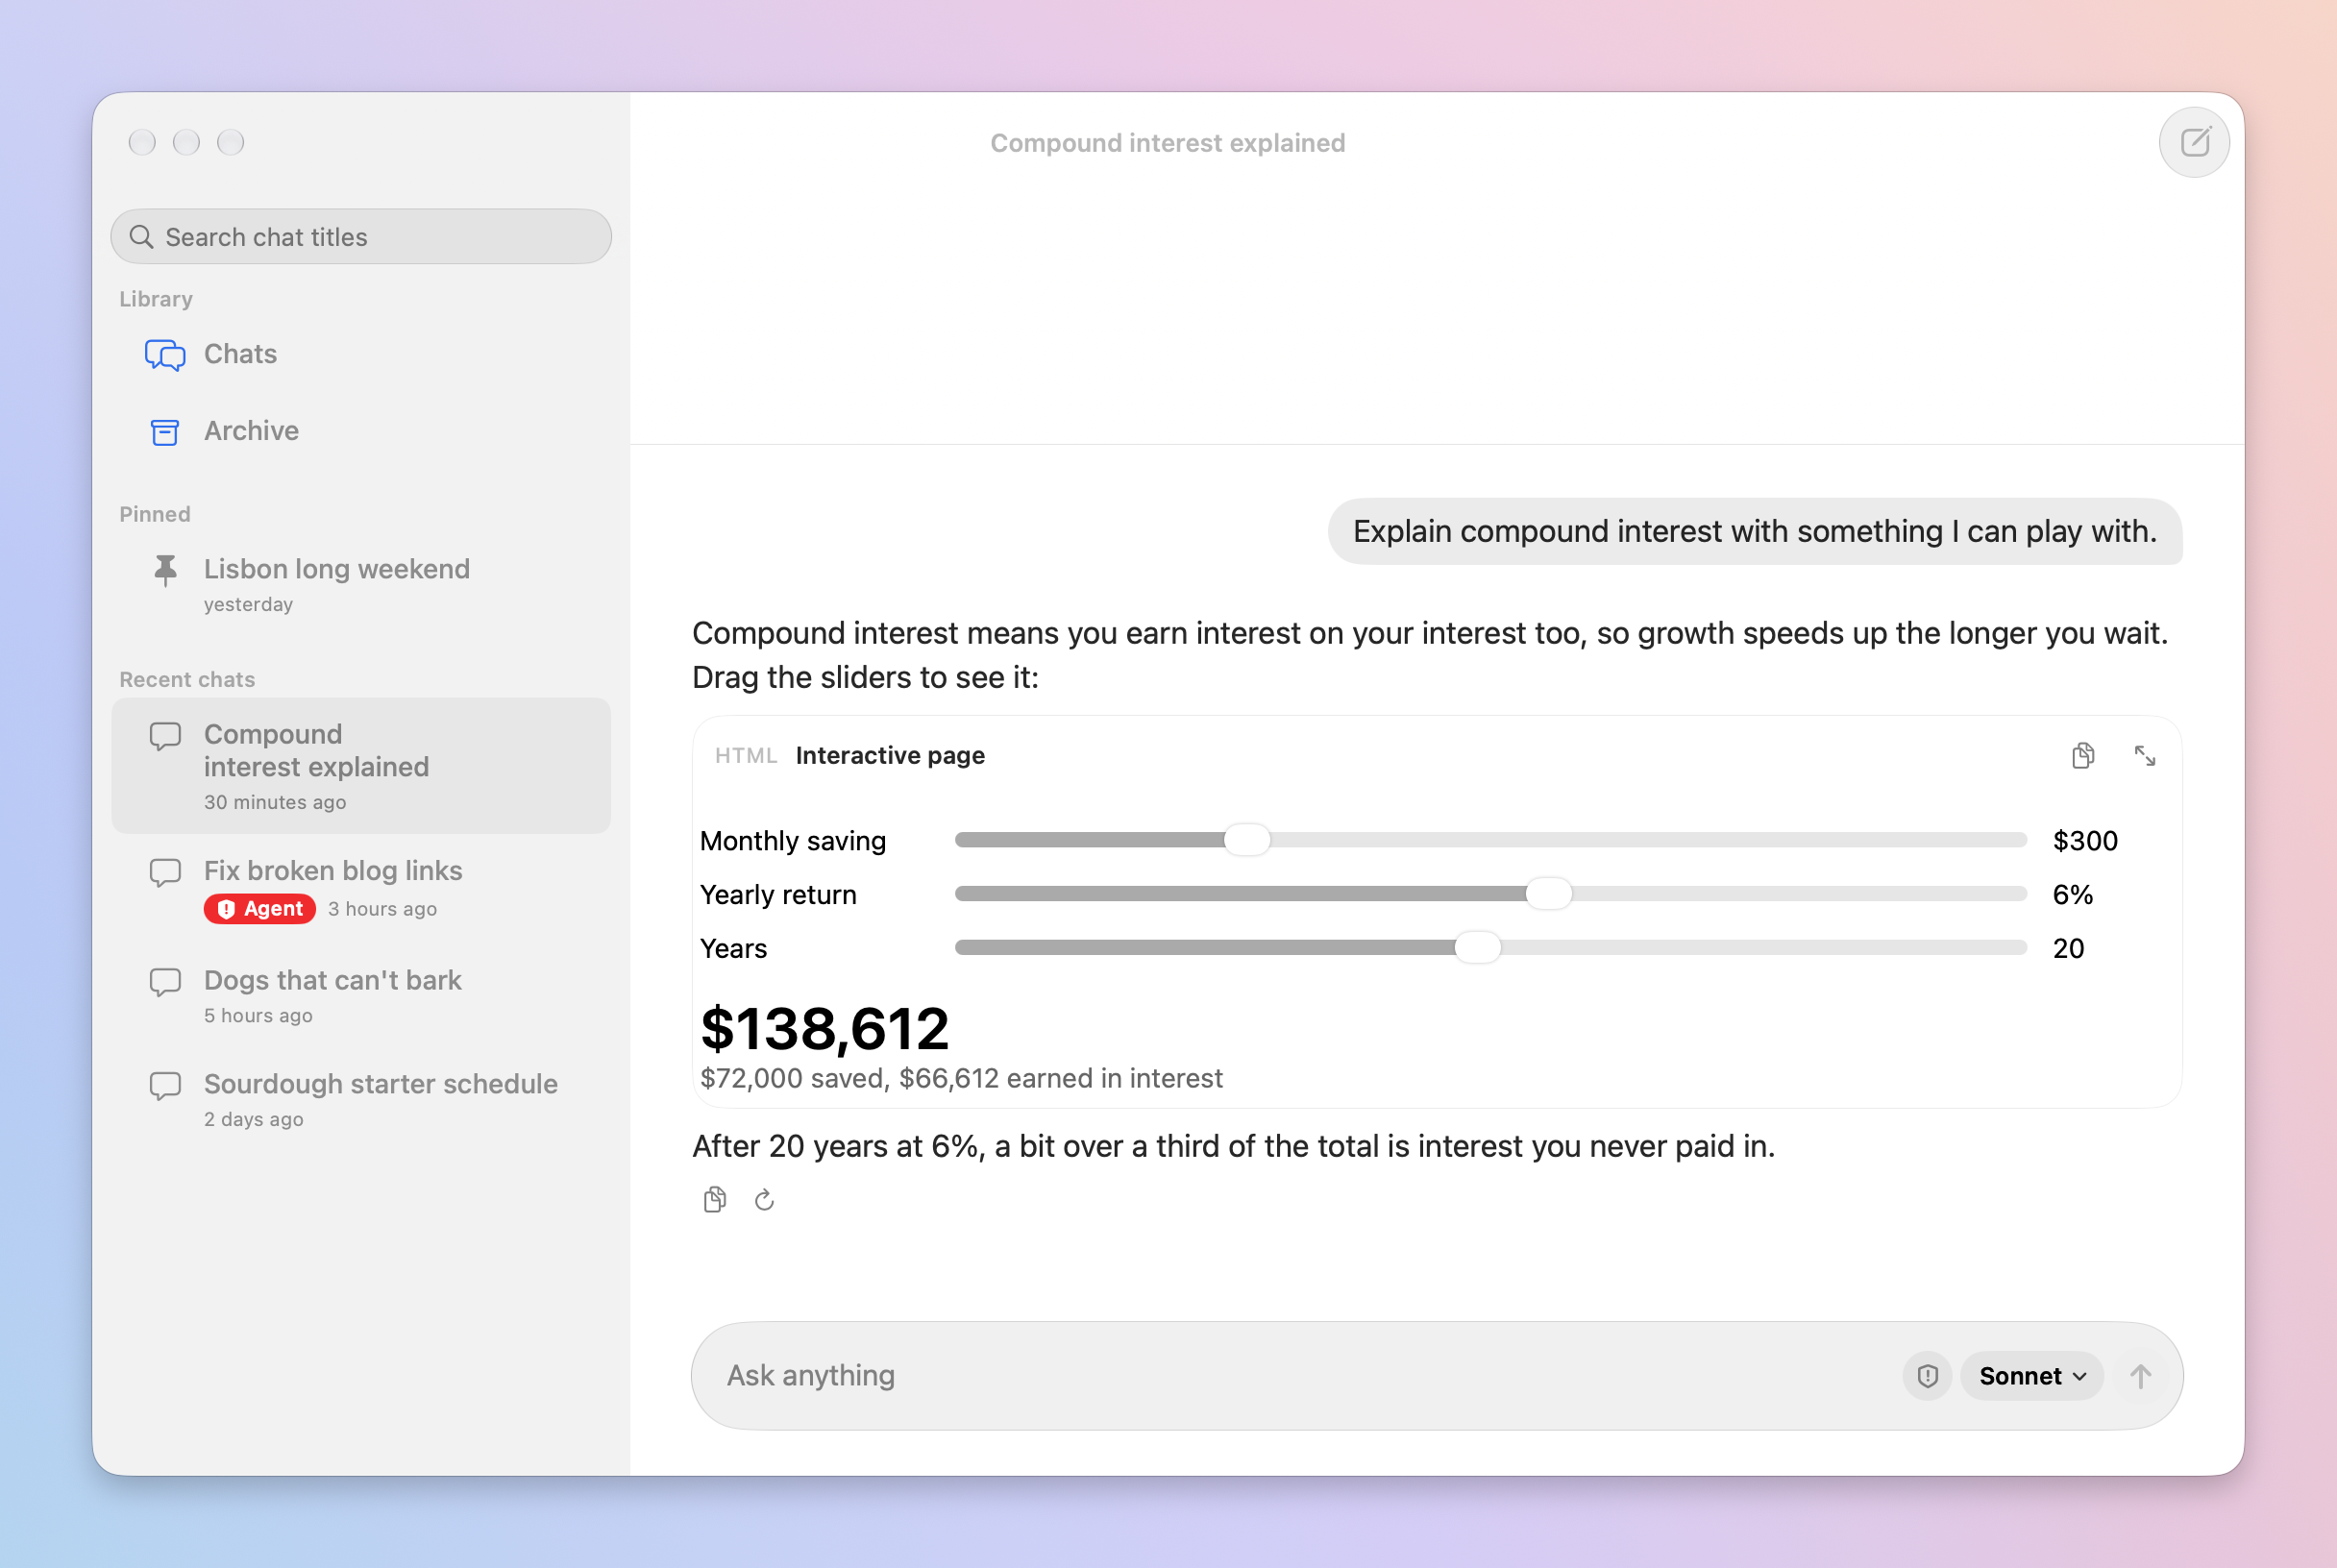 Compound interest explained
Search chat titles
Library
Chats
Archive
Pinned
Lisbon long weekend
yesterday
Recent chats
Compound
interest explained
30 minutes ago
Fix broken blog links
Agent 3 hours ago
Dogs that can't bark
5 hours ago
Sourdough starter schedule
2 days ago
Explain compound interest with something I can play with.
Compound interest means you earn interest on your interest too, so growth speeds up the longer you wait.
Drag the sliders to see it:
HTML Interactive page
Monthly saving $300
Yearly return 6%
Years 20
$138,612
$72,000 saved, $66,612 earned in interest
After 20 years at 6%, a bit over a third of the total is interest you never paid in.
Ask anything
Sonnet